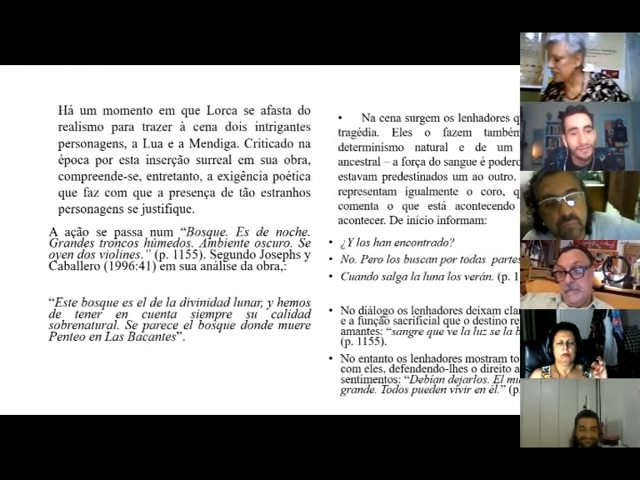 Há um momento em que Lorca se afasta do
realismo para trazer à cena dois intrigantes
personagens, a Lua e a Mendiga. Criticado na
época por esta inserção surreal em sua obra,
compreende-se, entretanto, a exigência poética
que faz com que a presença de tão estranhos
personagens se justifique.
A ação se passa num “Bosque. Es de noche.
Grandes troncos húmedos. Ambiente oscuro. Se
oyen dos violines.” (p. 1155). Segundo Josephs y
Caballero (1996:41) em sua análise da obra,:
“Este bosque es el de la divinidad lunar, y hemos
de tener en cuenta siempre su calidad
sobrenatural. Se parece el bosque donde muere
Penteo en Las Bacantes”.
• Na cena surgem os lenhadores
tragédia. Eles o fazem também
determinismo natural e de um
ancestral – a força do sangue é
estavam predestinados um ao outro.
representam igualmente o coro,
comenta o que está acontecendo
acontecer. De início informam:
• ¿Y los han encontrado?
• No. Pero los buscan por todas partes
• Cuando salga la luna los verán. (p.
• No diálogo os lenhadores deixam
e a função sacrificial que o destino
amantes: “sangre que ve la luz se la
(p. 1155).
• No entanto os lenhadores mostram
com eles, defendendo-lhes o direito
sentimentos: “Debían dejarlos. El
grande. Todos pueden vivir en él.”